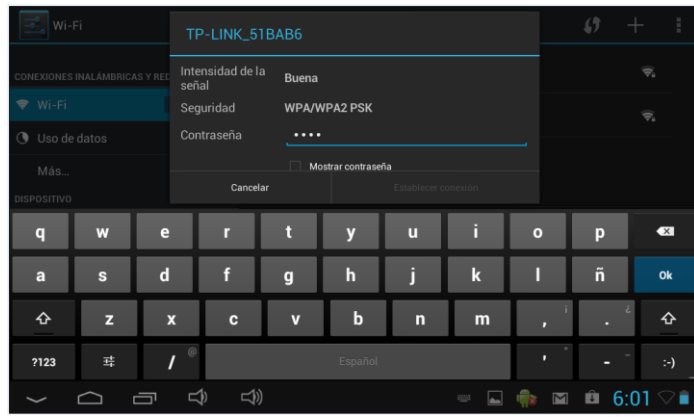 Wi-Fi
TP-LINK_51BAB6
CONEXIONES INALÁMBRICAS Y RED
Intensidad de la señal Buena
Wi-Fi
Seguridad WPA/WPA2 PSK
Uso de datos
Contraseña ••••
Más...
Mostrar contraseña
DISPOSITIVO
Cancelar Establecer conexión
q w e r t y u i o p
a s d f g h j k l ñ Ok
z x c v b n m , ¡ . ¿
?123 / @ Español ' " - _ :-)
6:01